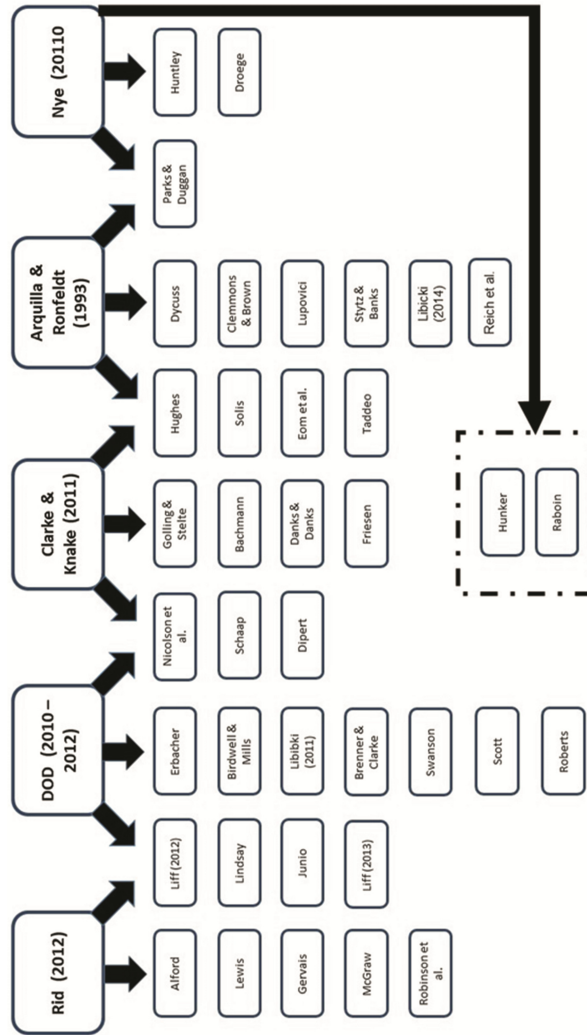 Rid (2012)
DOD (2010–
2012)
Clarke &
Knake (2011)
Arquilla &
Ronfeldt
(1993)
Nye (20110
Alford
Lewis
Gervais
McGraw
Robinson et
al.
Liff (2012)
Lindsay
Junio
Liff (2013)
Erbacher
Birdwell &
Mills
Libibki
(2011)
Brenner &
Clarke
Swanson
Scott
Roberts
Nicolson et
al.
Schaap
Dipert
Golling &
Stelte
Bachmann
Danks &
Danks
Friesen
Hughes
Solis
Eom et al.
Taddeo
Dycuss
Clemmons
& Brown
Lupovici
Stytz &
Banks
Libicki
(2014)
Reich et al.
Parks &
Duggan
Huntley
Droege
Hunker
Raboin